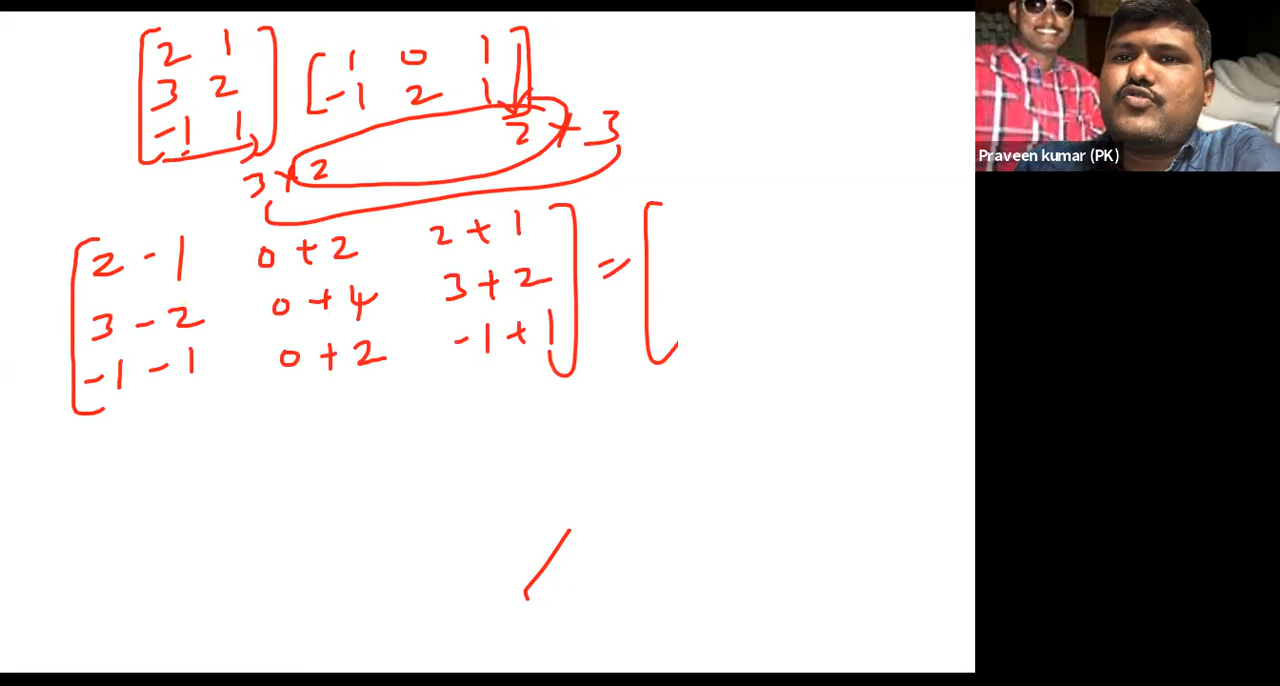 [2 1] [1 0 1]
[3 2] [-1 2 1]
[-1 1]
3 × 2 2 × 3
[2 - 1 0 + 2 2 + 1] = [
3 - 2 0 + 4 3 + 2
-1 - 1 0 + 2 -1 + 1]
Praveen kumar (PK)